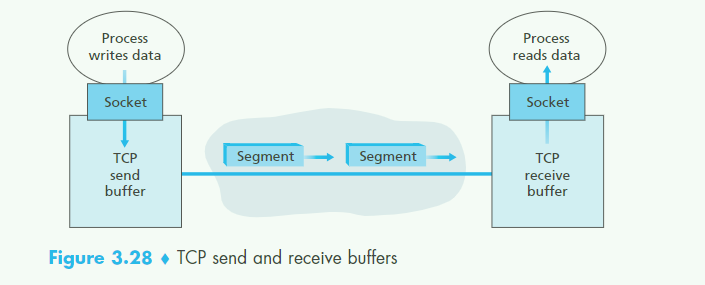 Process
writes data
Process
reads data
Socket
Socket
TCP
send
buffer
Segment
Segment
TCP
receive
buffer
Figure 3.28 ♦ TCP send and receive buffers